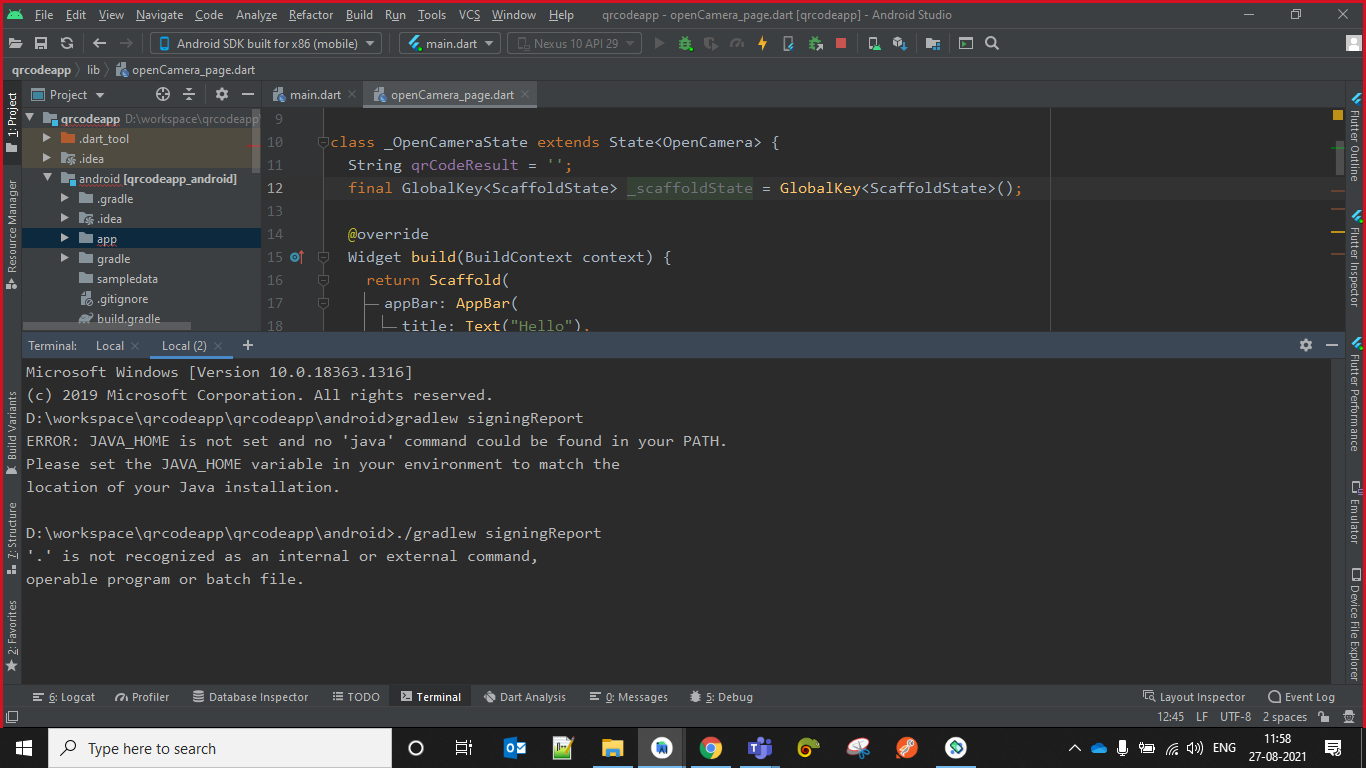 File Edit View Navigate Code Analyze Refactor Build Run Tools VCS Window Help qrcodeapp - openCamera_page.dart [qrcodeapp] - Android Studio
Android SDK built for x86 (mobile) main.dart Nexus 10 API 29
qrcodeapp lib openCamera_page.dart
Project
main.dart openCamera_page.dart
1: Project
Resource Manager
Build Variants
7: Structure
2: Favorites
qrcodeapp D:\workspace\qrcodeapp
.dart_tool
.idea
android [qrcodeapp_android]
.gradle
.idea
app
gradle
sampledata
.gitignore
build.gradle
9
10 class _OpenCameraState extends State<OpenCamera> {
11 String qrCodeResult = '';
12 final GlobalKey<ScaffoldState> _scaffoldState = GlobalKey<ScaffoldState>();
13
14 @override
15 Widget build(BuildContext context) {
16 return Scaffold(
17 appBar: AppBar(
18 title: Text("Hello"),
Flutter Outline
Flutter Inspector
Flutter Performance
Emulator
Device File Explorer
Terminal: Local Local (2) +
Microsoft Windows [Version 10.0.18363.1316]
(c) 2019 Microsoft Corporation. All rights reserved.
D:\workspace\qrcodeapp\qrcodeapp\android>gradlew signingReport
ERROR: JAVA_HOME is not set and no 'java' command could be found in your PATH.
Please set the JAVA_HOME variable in your environment to match the
location of your Java installation.
D:\workspace\qrcodeapp\qrcodeapp\android>./gradlew signingReport
'.' is not recognized as an internal or external command,
operable program or batch file.
6: Logcat Profiler Database Inspector TODO Terminal Dart Analysis 0: Messages 5: Debug Layout Inspector Event Log
12:45 LF UTF-8 2 spaces
Type here to search
ENG
11:58
27-08-2021